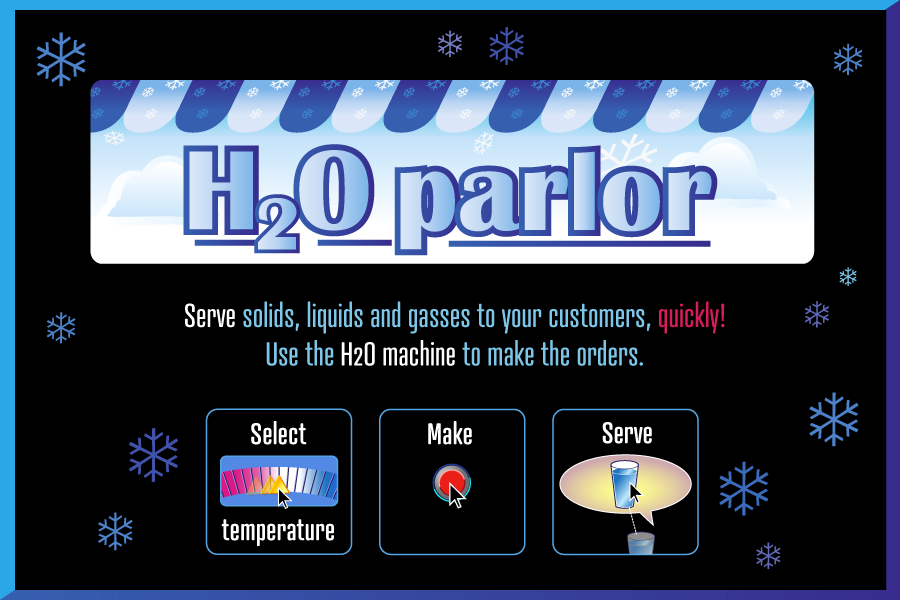 H2O parlor
Serve solids, liquids and gasses to your customers, quickly!
Use the H2O machine to make the orders.
Select
temperature
Make
Serve